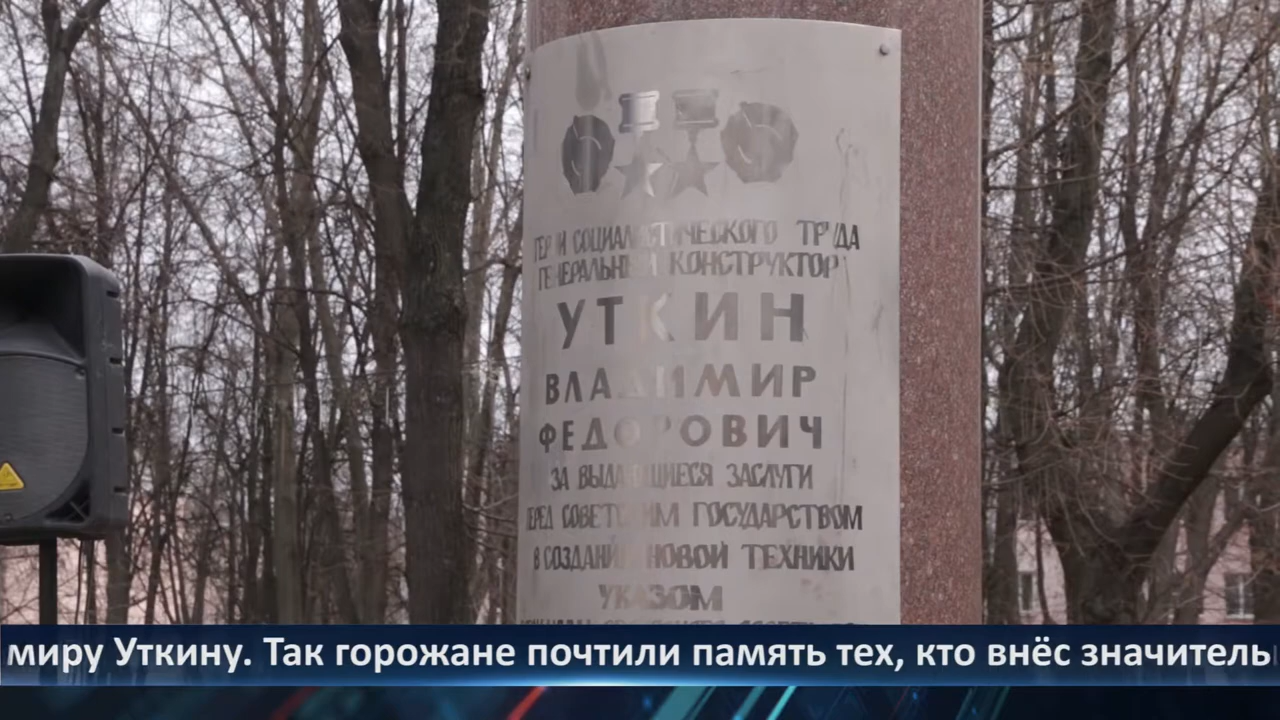 ГЕРОЙ СОЦИАЛИСТИЧЕСКОГО ТРУДА
ГЕНЕРАЛЬНЫЙ КОНСТРУКТОР
УТКИН
ВЛАДИМИР
ФЕДОРОВИЧ
ЗА ВЫДАЮЩИЕСЯ ЗАСЛУГИ
ПЕРЕД СОВЕТСКИМ ГОСУДАРСТВОМ
В СОЗДАНИИ НОВОЙ ТЕХНИКИ
УКАЗОМ
миру Уткину. Так горожане почтили память тех, кто внёс значитель